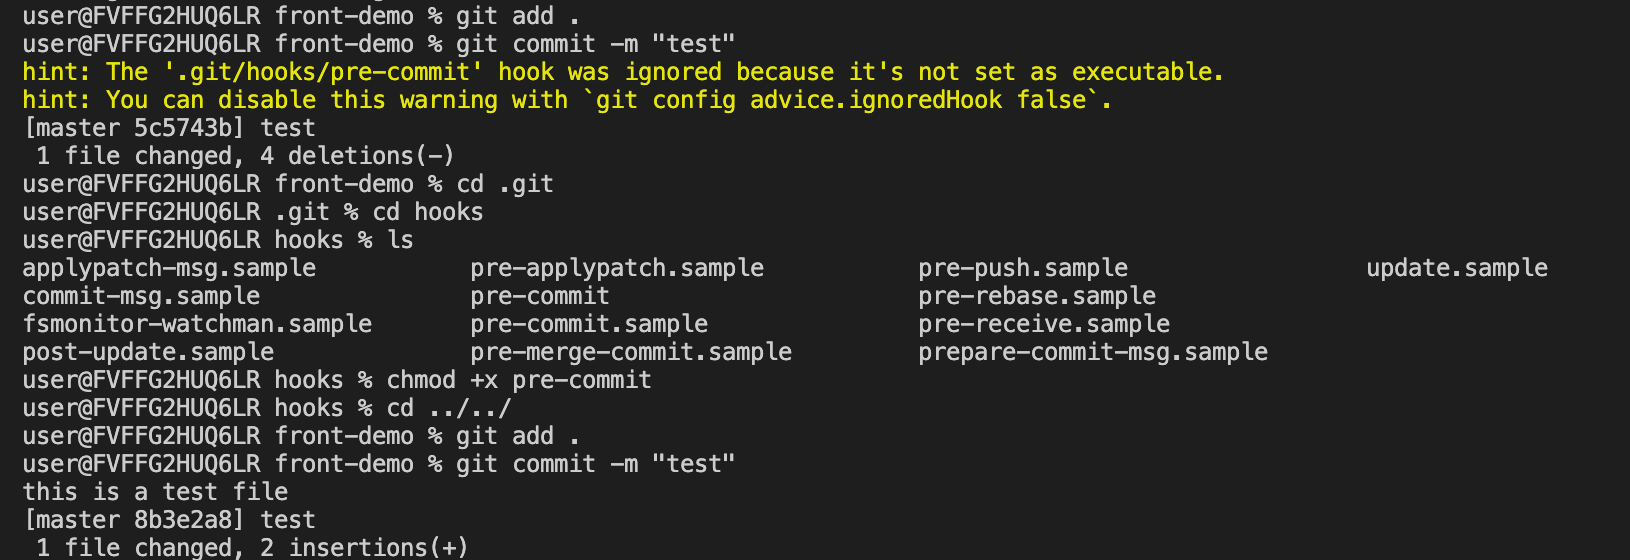 user@FVFFG2HUQ6LR front-demo % git add .
user@FVFFG2HUQ6LR front-demo % git commit -m "test"
hint: The '.git/hooks/pre-commit' hook was ignored because it's not set as executable.
hint: You can disable this warning with `git config advice.ignoredHook false`.
[master 5c5743b] test
 1 file changed, 4 deletions(-)
user@FVFFG2HUQ6LR front-demo % cd .git
user@FVFFG2HUQ6LR .git % cd hooks
user@FVFFG2HUQ6LR hooks % ls
applypatch-msg.sample           pre-applypatch.sample           pre-push.sample                 update.sample
commit-msg.sample               pre-commit                      pre-rebase.sample
fsmonitor-watchman.sample       pre-commit.sample               pre-receive.sample
post-update.sample              pre-merge-commit.sample         prepare-commit-msg.sample
user@FVFFG2HUQ6LR hooks % chmod +x pre-commit
user@FVFFG2HUQ6LR hooks % cd ../../
user@FVFFG2HUQ6LR front-demo % git add .
user@FVFFG2HUQ6LR front-demo % git commit -m "test"
this is a test file
[master 8b3e2a8] test
 1 file changed, 2 insertions(+)